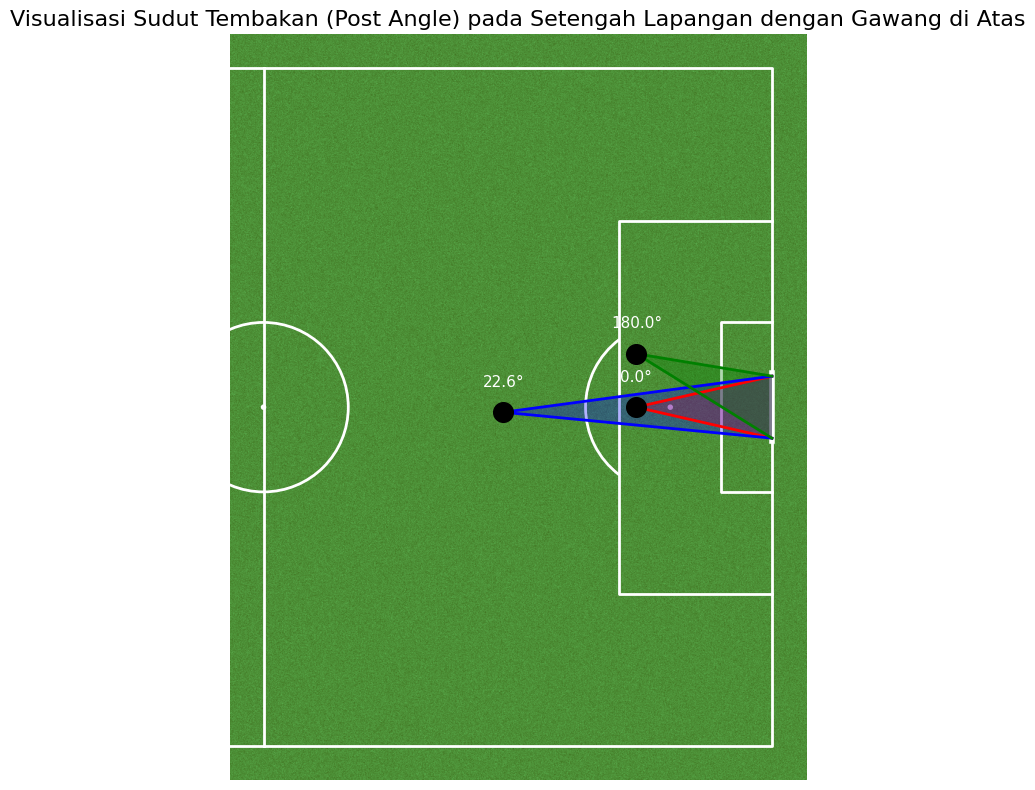 Visualisasi Sudut Tembakan (Post Angle) pada Setengah Lapangan dengan Gawang di Atas
180.0°
22.6°
0.0°